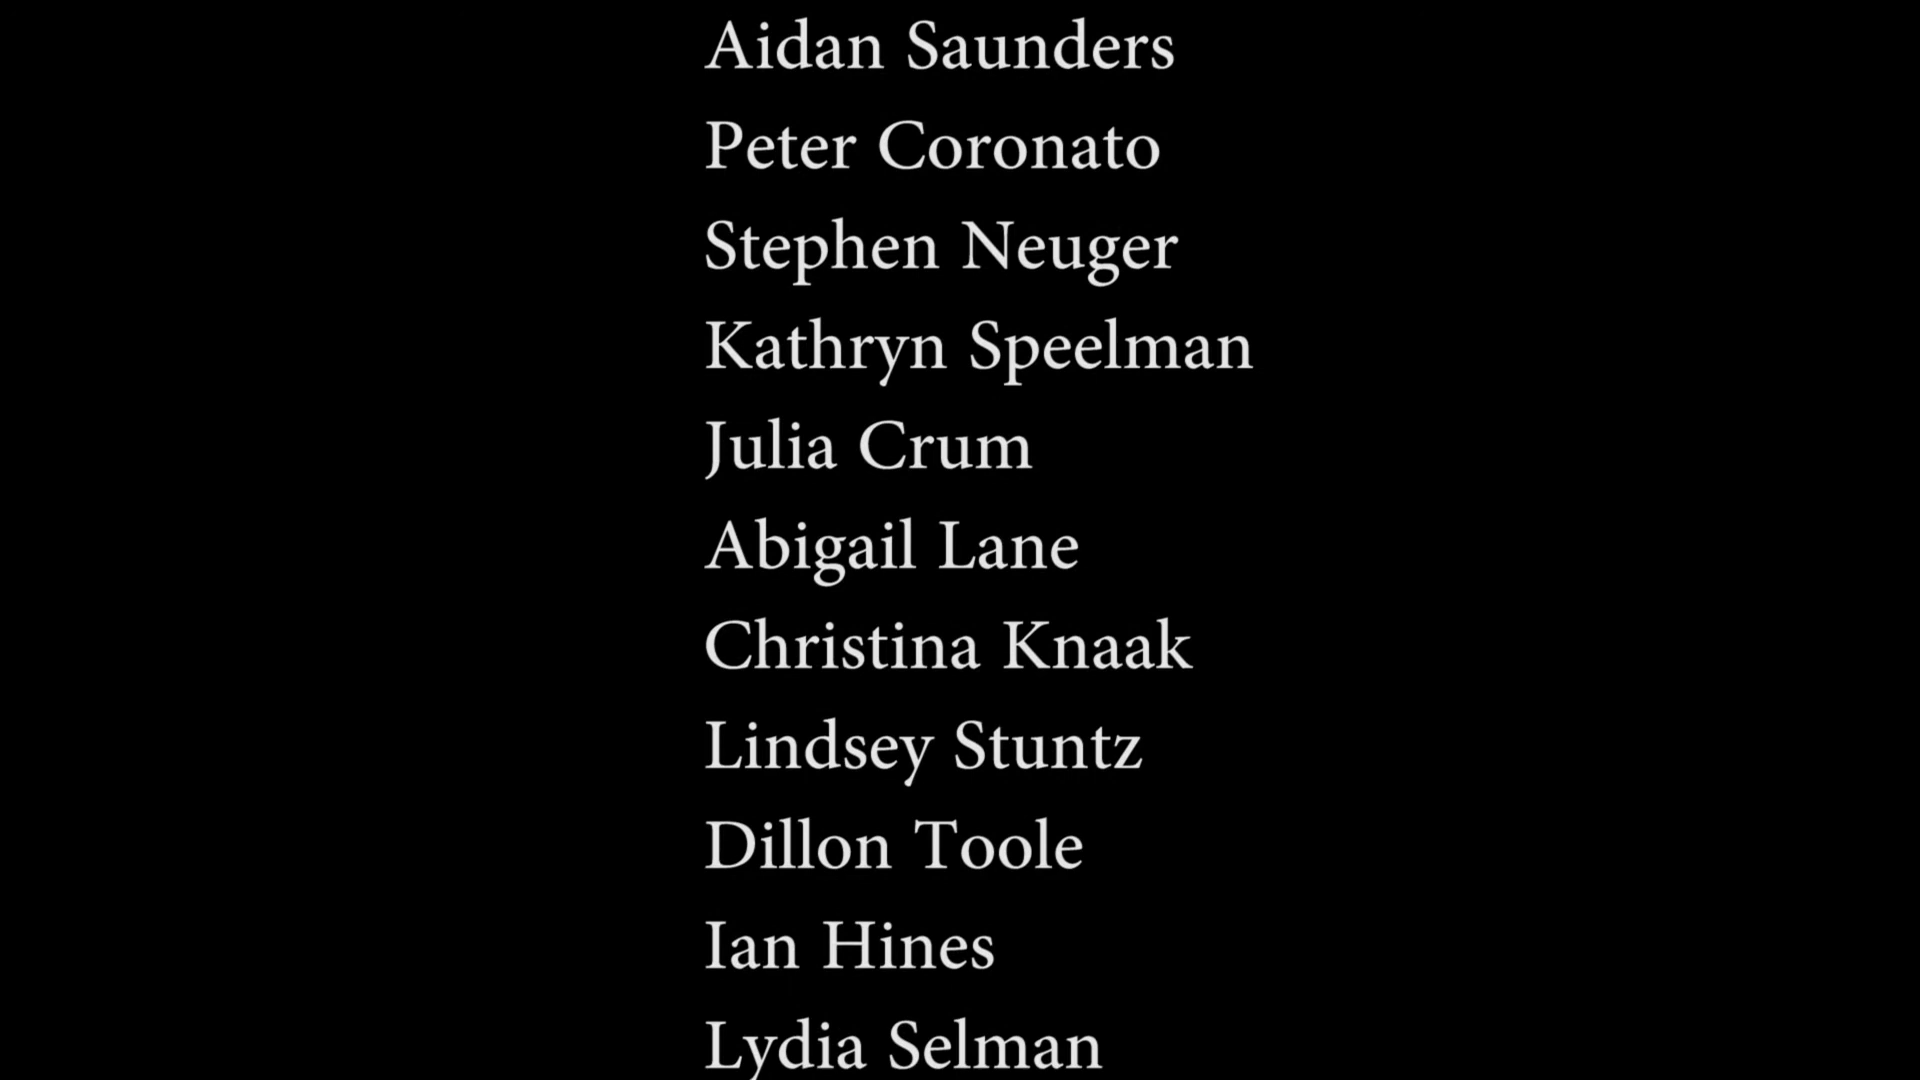 Aidan Saunders
Peter Coronato
Stephen Neuger
Kathryn Speelman
Julia Crum
Abigail Lane
Christina Knaak
Lindsey Stuntz
Dillon Toole
Ian Hines
Lydia Selman